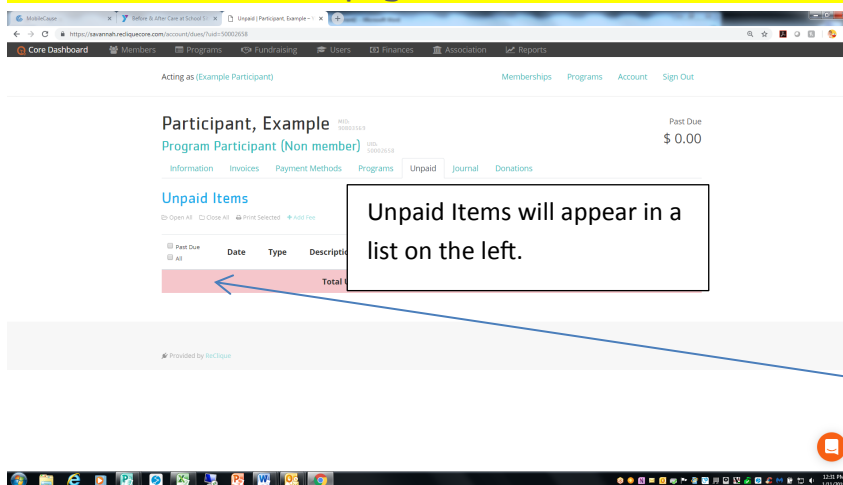 MobileCause
Before & After Care at School Si
Unpaid | Participant, Example -
https://savannah.recliquecore.com/account/dues/?uid=50002658
Core Dashboard Members Programs Fundraising Users Finances Association Reports
Acting as (Example Participant) Memberships Programs Account Sign Out
Participant, Example
Past Due
Program Participant (Non member)
$ 0.00
Information Invoices Payment Methods Programs Unpaid Journal Donations
Unpaid Items
Open All Close All Print Selected Add Fee
Unpaid Items will appear in a
list on the left.
Past Due
All
Date Type Descriptio
Total U
Provided by ReClique
12:31 PM